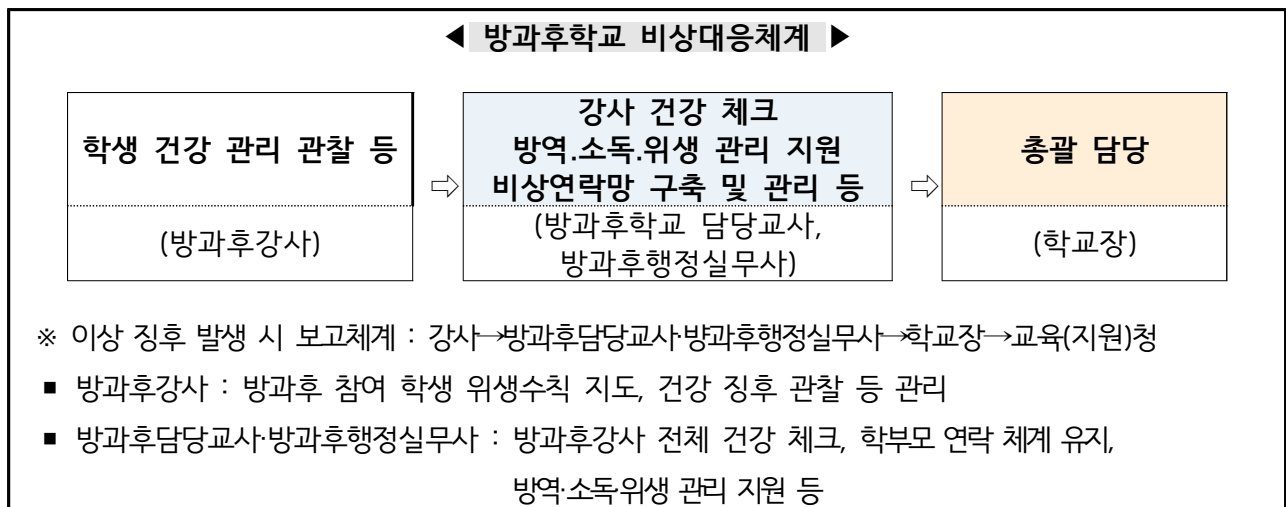 ◀ 방과후학교 비상대응체계 ▶
학생 건강 관리 관찰 등
(방과후강사)
⇨
강사 건강 체크
방역.소독.위생 관리 지원
비상연락망 구축 및 관리 등
(방과후학교 담당교사,
방과후행정실무사)
⇨
총괄 담당
(학교장)
※ 이상 징후 발생 시 보고체계 : 강사→방과후담당교사·뱡과후행정실무사→학교장→교육(지원)청
■ 방과후강사 : 방과후 참여 학생 위생수칙 지도, 건강 징후 관찰 등 관리
■ 방과후담당교사·방과후행정실무사 : 방과후강사 전체 건강 체크, 학부모 연락 체계 유지,
방역·소독·위생 관리 지원 등